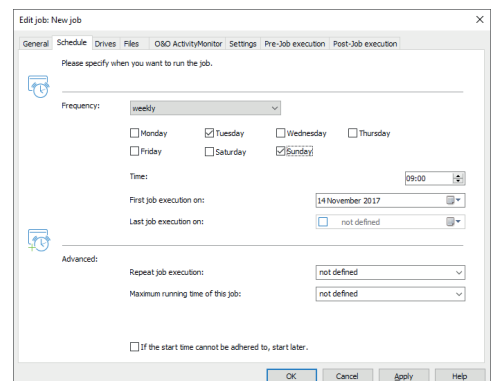 Edit job: New job
General Schedule Drives Files O&O ActivityMonitor Settings Pre-Job execution Post-Job execution
Please specify when you want to run the job.
Frequency: weekly
Monday Tuesday Wednesday Thursday
Friday Saturday Sunday
Time: 09:00
First job execution on: 14 November 2017
Last job execution on: not defined
Advanced:
Repeat job execution: not defined
Maximum running time of this job: not defined
If the start time cannot be adhered to, start later.
OK Cancel Apply Help